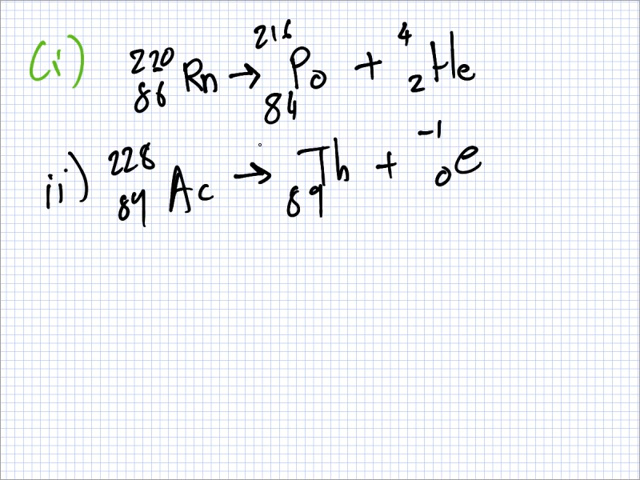 (i) ²²⁰₈₆Rn → ²¹⁶₈₄Po + ⁴₂He
ii) ²²⁸₈₉Ac → ₈₉Th + ⁻¹₀e